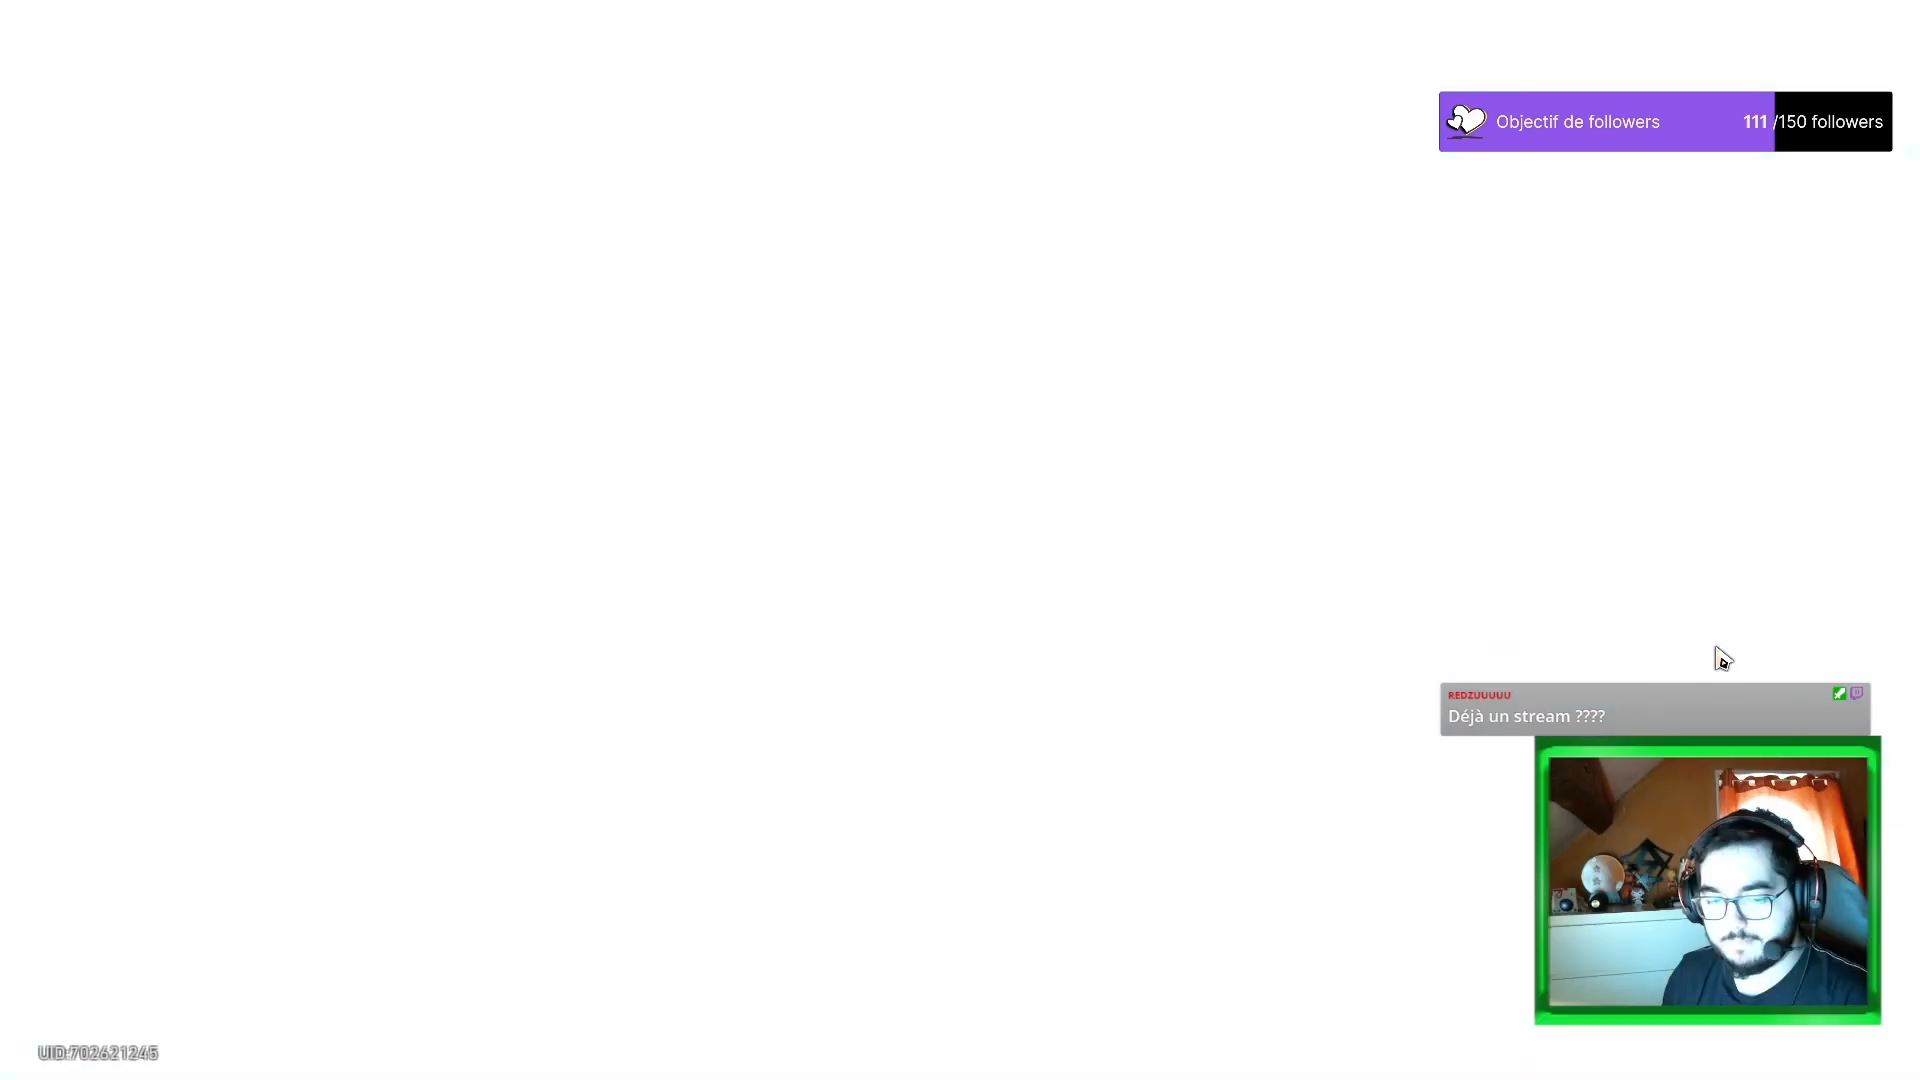 Objectif de followers 111 /150 followers
REDZUUUUU
Déjà un stream ????
UID:702621245